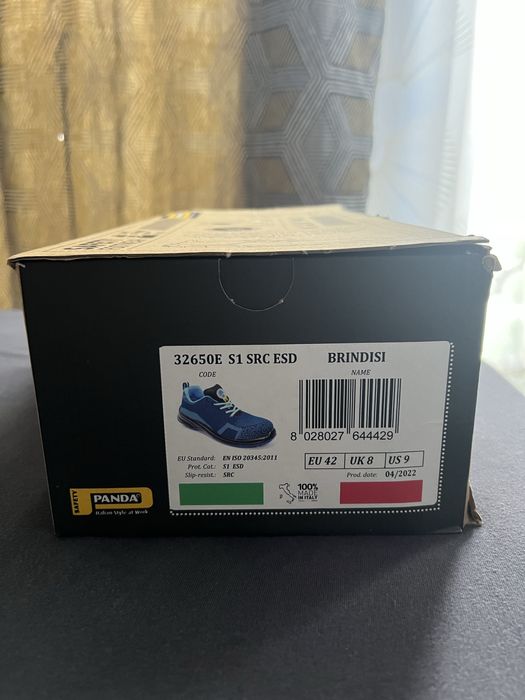 32650E S1 SRC ESD BRINDISI
CODE NAME
8 028027 644429
EU Standard: EN ISO 20345:2011
Prot. Cat.: S1 ESD
Slip-resist.: SRC
EU 42 UK 8 US 9
Prod. date: 04/2022
100%
MADE
IN ITALY
SAFETY
PANDA®
Italian Style at Work